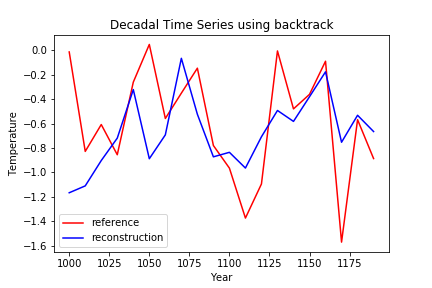 Decadal Time Series using backtrack
0.0
−0.2
−0.4
−0.6
−0.8
−1.0
−1.2
−1.4
−1.6
Temperature
reference
reconstruction
1000 1025 1050 1075 1100 1125 1150 1175
Year